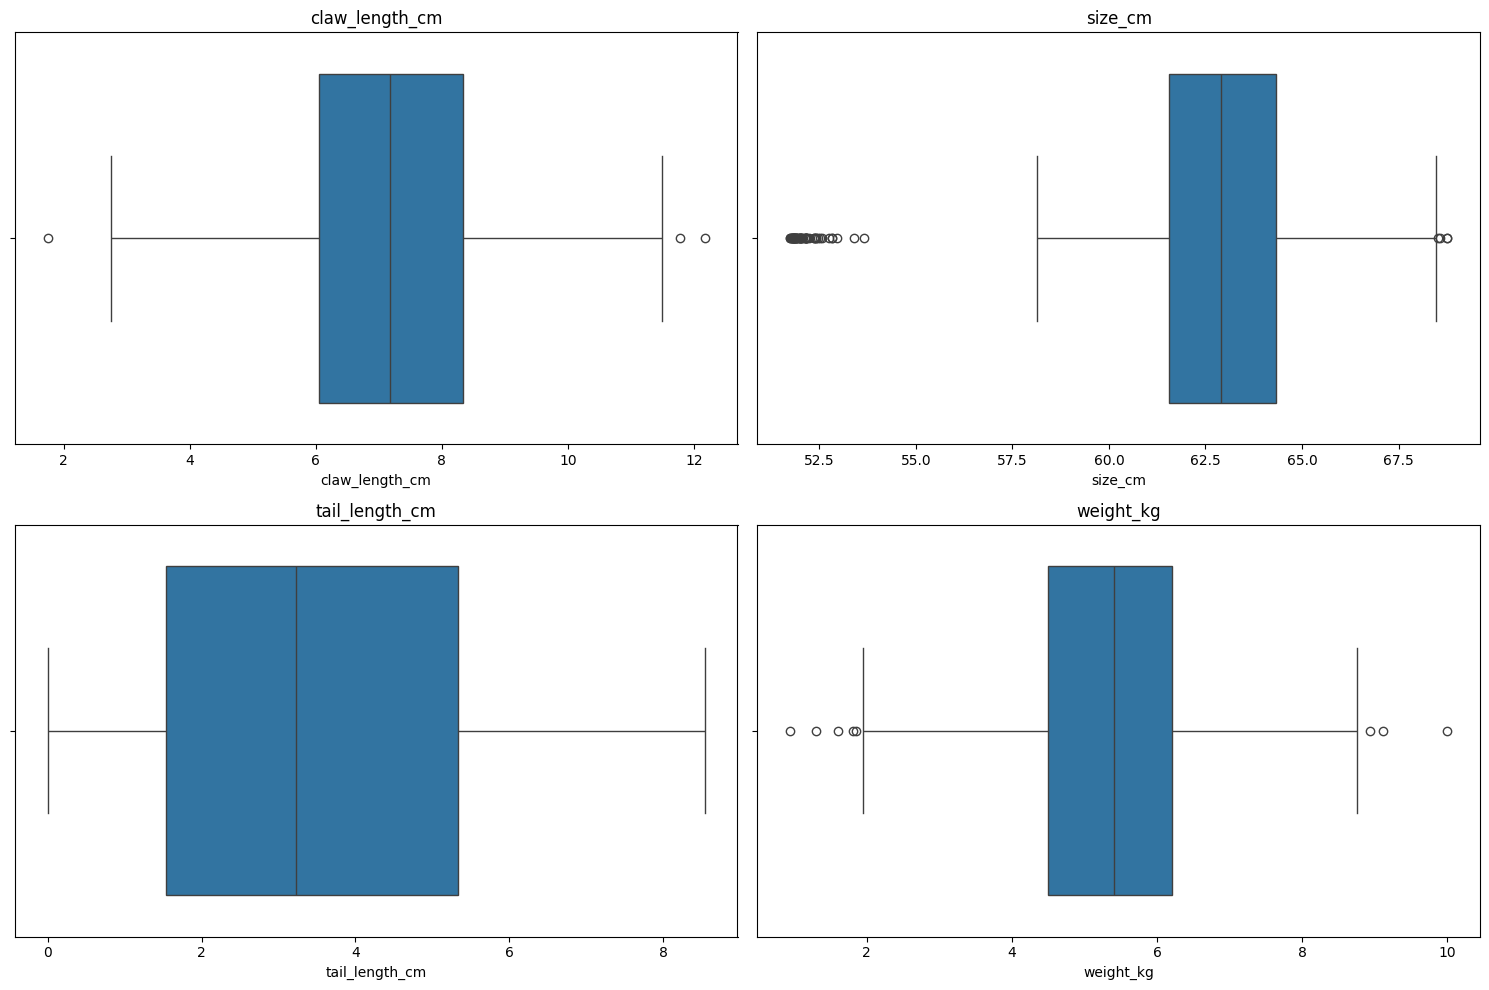 claw_length_cm
2 4 6 8 10 12
claw_length_cm
size_cm
52.5 55.0 57.5 60.0 62.5 65.0 67.5
size_cm
tail_length_cm
0 2 4 6 8
tail_length_cm
weight_kg
2 4 6 8 10
weight_kg